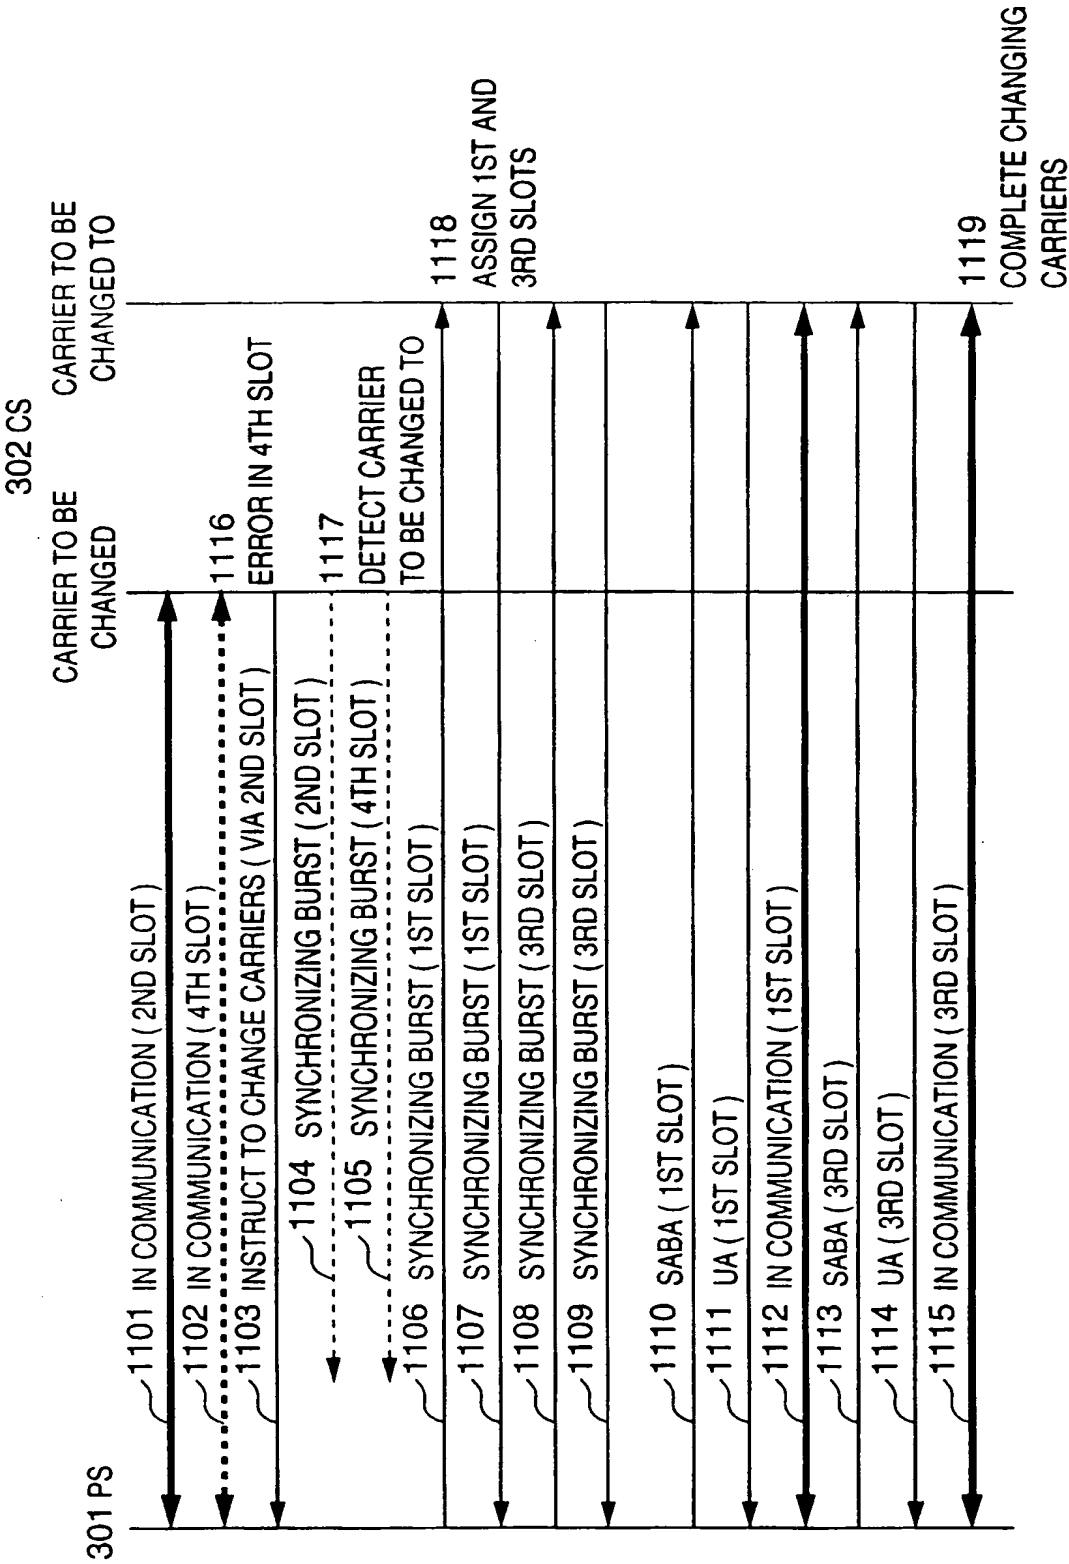 302 CS
301 PS
CARRIER TO BE
CHANGED
CARRIER TO BE
CHANGED TO
1101 IN COMMUNICATION ( 2ND SLOT )
1102 IN COMMUNICATION ( 4TH SLOT )
1116
ERROR IN 4TH SLOT
1103 INSTRUCT TO CHANGE CARRIERS ( VIA 2ND SLOT )
1104 SYNCHRONIZING BURST ( 2ND SLOT )
1117
DETECT CARRIER
TO BE CHANGED TO
1105 SYNCHRONIZING BURST ( 4TH SLOT )
1106 SYNCHRONIZING BURST ( 1ST SLOT )
1118
ASSIGN 1ST AND
3RD SLOTS
1107 SYNCHRONIZING BURST ( 1ST SLOT )
1108 SYNCHRONIZING BURST ( 3RD SLOT )
1109 SYNCHRONIZING BURST ( 3RD SLOT )
1110 SABA ( 1ST SLOT )
1111 UA ( 1ST SLOT )
1112 IN COMMUNICATION ( 1ST SLOT )
1113 SABA ( 3RD SLOT )
1114 UA ( 3RD SLOT )
1115 IN COMMUNICATION ( 3RD SLOT )
1119
COMPLETE CHANGING
CARRIERS